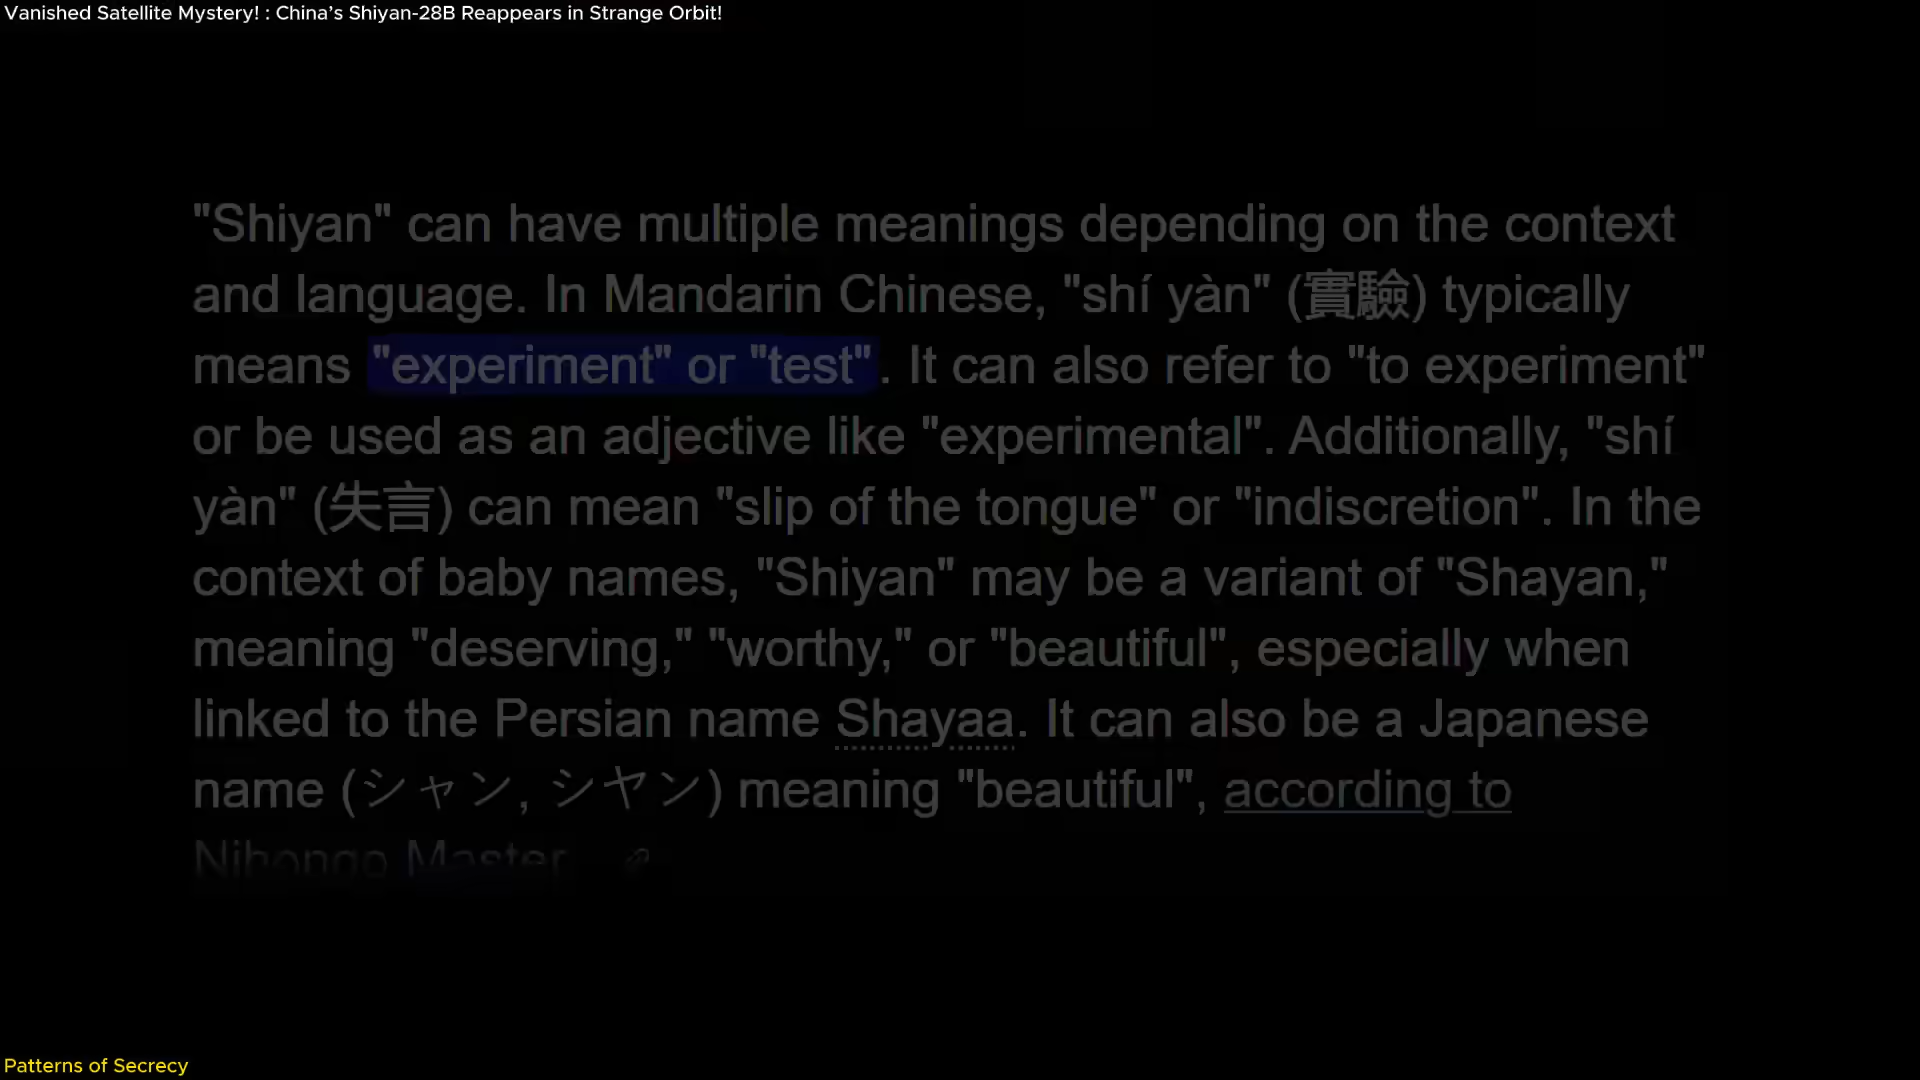 Vanished Satellite Mystery! : China’s Shiyan-28B Reappears in Strange Orbit!
"Shiyan" can have multiple meanings depending on the context
and language. In Mandarin Chinese, "shí yàn" (實驗) typically
means "experiment" or "test". It can also refer to "to experiment"
or be used as an adjective like "experimental". Additionally, "shí
yàn" (失言) can mean "slip of the tongue" or "indiscretion". In the
context of baby names, "Shiyan" may be a variant of "Shayan,"
meaning "deserving," "worthy," or "beautiful", especially when
linked to the Persian name Shayaa. It can also be a Japanese
name (シャン, シヤン) meaning "beautiful", according to
Nihongo Master
Patterns of Secrecy